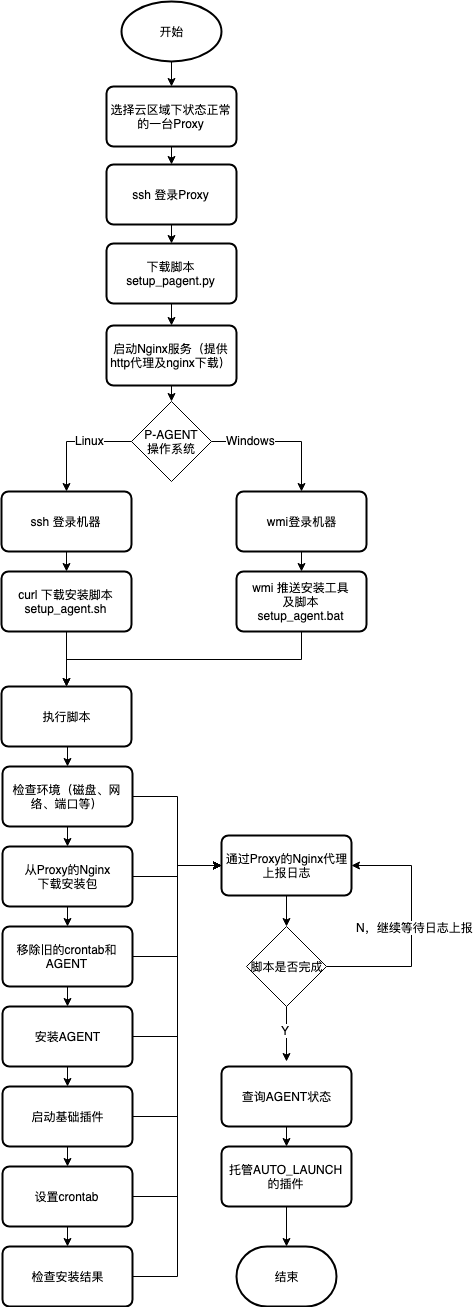 开始
选择云区域下状态正常
的一台Proxy
ssh 登录Proxy
下载脚本
setup_pagent.py
启动Nginx服务（提供
http代理及nginx下载）
P-AGENT
操作系统
Linux
Windows
ssh 登录机器
wmi登录机器
curl 下载安装脚本
setup_agent.sh
wmi 推送安装工具
及脚本
setup_agent.bat
执行脚本
检查环境（磁盘、网
络、端口等）
从Proxy的Nginx
下载安装包
移除旧的crontab和
AGENT
安装AGENT
启动基础插件
设置crontab
检查安装结果
通过Proxy的Nginx代理
上报日志
N，继续等待日志上报
脚本是否完成
Y
查询AGENT状态
托管AUTO_LAUNCH
的插件
结束